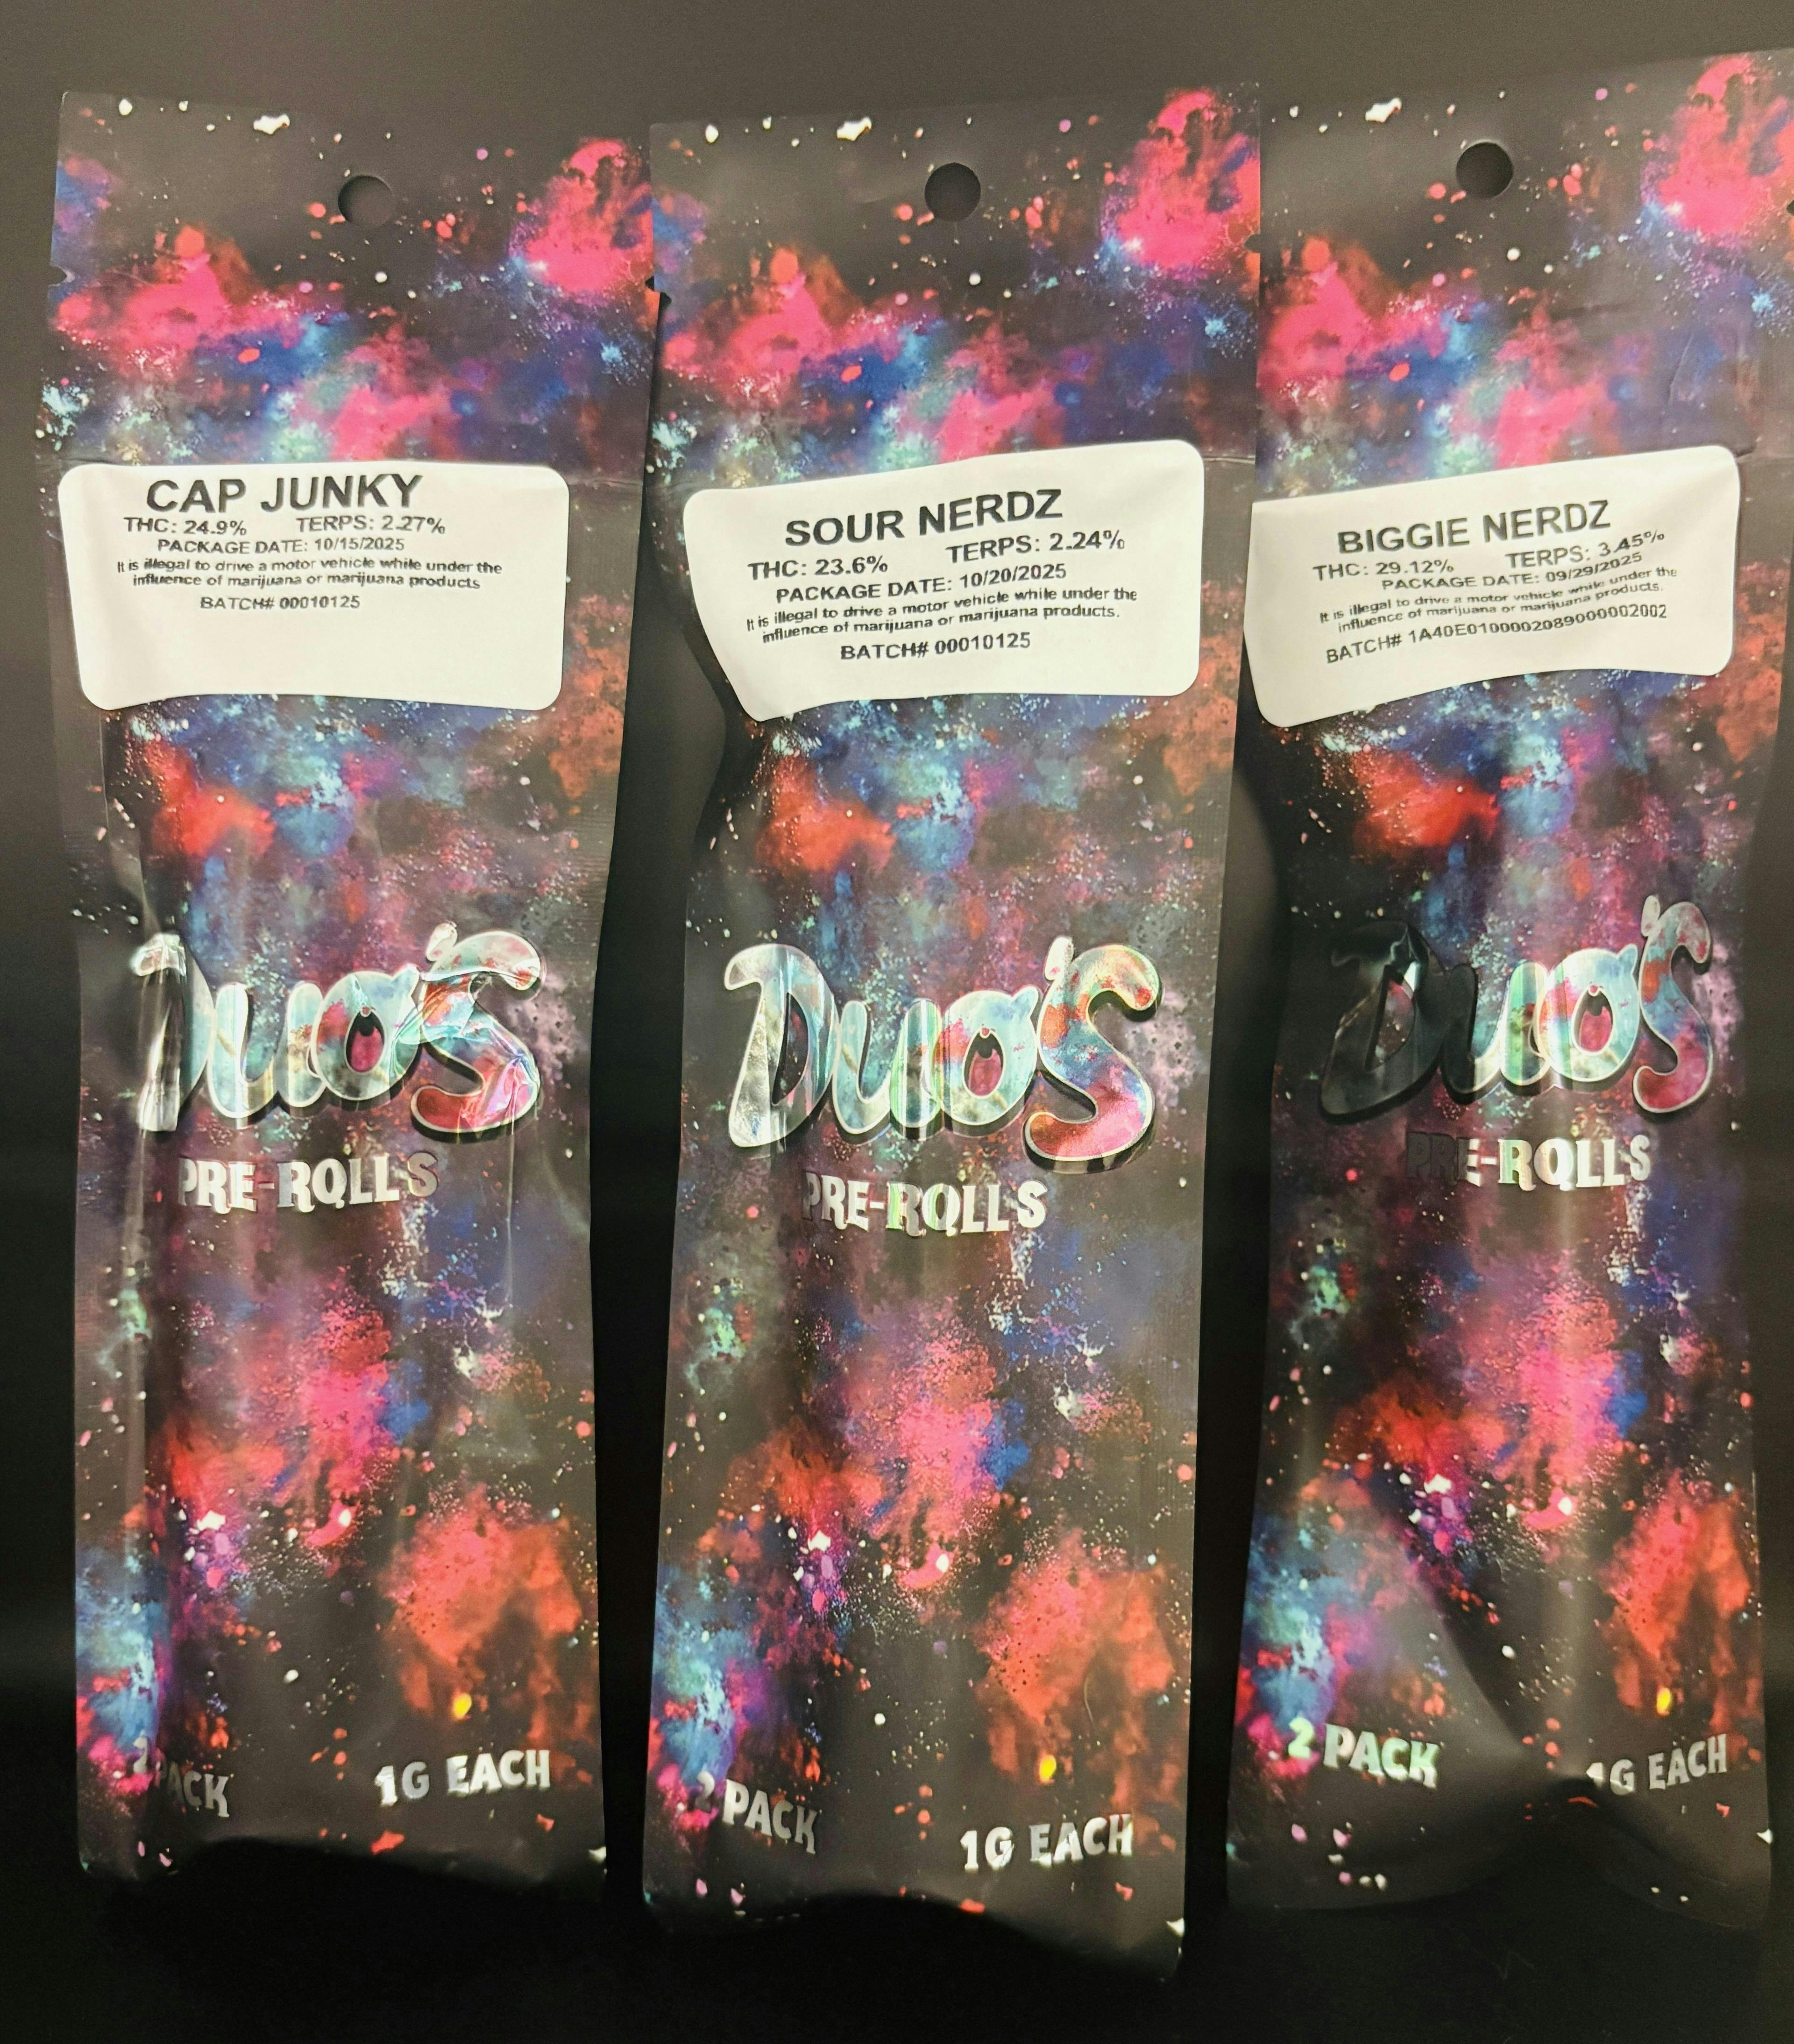 CAP JUNKY
THC: 24.9% TERPS: 2.27%
PACKAGE DATE: 10/15/2025
It is illegal to drive a motor vehicle while under the
influence of marijuana or marijuana products
BATCH# 00010125
DUO'S
PRE-ROLLS
2 PACK
1G EACH
SOUR NERDZ
THC: 23.6% TERPS: 2.24%
PACKAGE DATE: 10/20/2025
It is illegal to drive a motor vehicle while under the
influence of marijuana or marijuana products.
BATCH# 00010125
DUO'S
PRE-ROLLS
2 PACK
1G EACH
BIGGIE NERDZ
THC: 29.12% TERPS: 3.45%
PACKAGE DATE: 09/29/2025
It is illegal to drive a motor vehicle while under the
influence of marijuana or marijuana products.
BATCH# 1A40E0100002089000002002
DUO'S
PRE-ROLLS
2 PACK
1G EACH